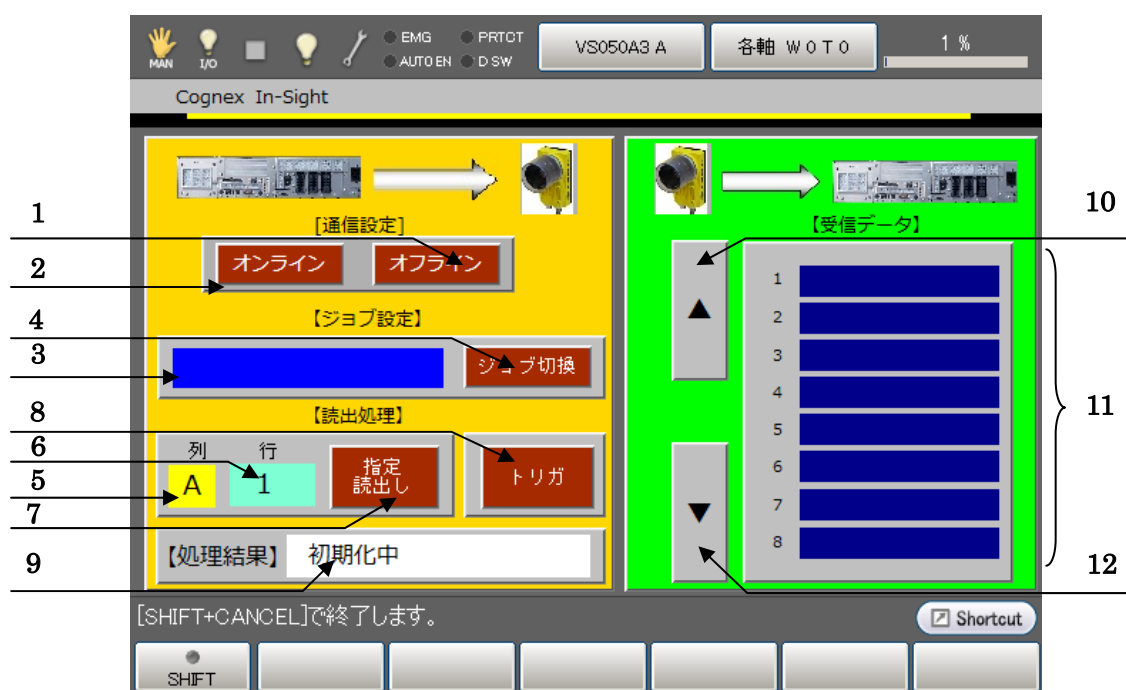 MAN
I/O
EMG
PRTCT
AUTO EN
D SW
VS050A3 A
各軸 W0T0
1 %
Cognex In-Sight
[通信設定]
オンライン
オフライン
【ジョブ設定】
ジョブ切換
【読出処理】
列
行
A
1
指定
読出し
トリガ
【処理結果】
初期化中
【受信データ】
▲
▼
1
2
3
4
5
6
7
8
[SHIFT+CANCEL]で終了します。
Shortcut
SHIFT
1
2
4
3
8
6
5
7
9
10
11
12